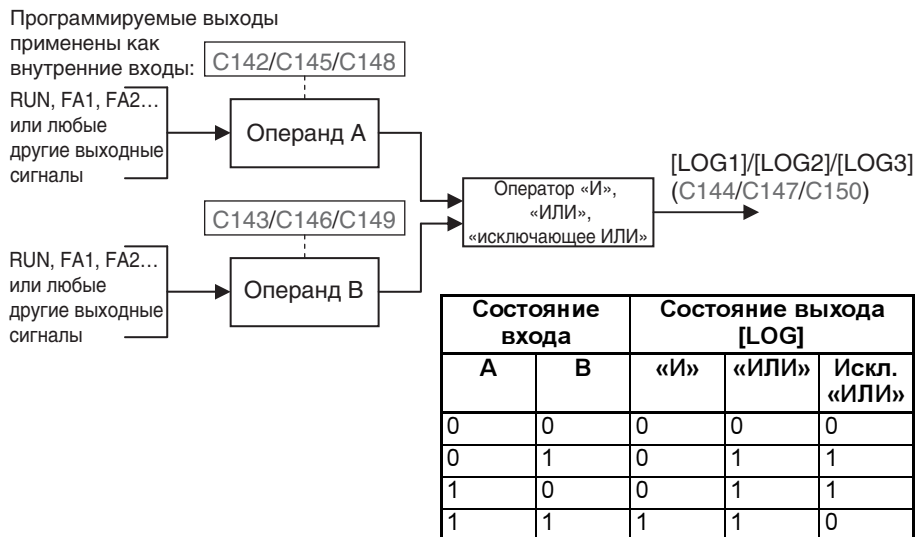 Программируемые выходы
применены как
внутренние входы:
C142/C145/C148
RUN, FA1, FA2...
или любые
другие выходные
сигналы
Операнд A
C143/C146/C149
RUN, FA1, FA2...
или любые
другие выходные
сигналы
Операнд B
Оператор «И»,
«ИЛИ»,
«исключающее ИЛИ»
[LOG1]/[LOG2]/[LOG3]
(C144/C147/C150)
Состояние входа Состояние выхода [LOG]
A B «И» «ИЛИ» Искл. «ИЛИ»
0 0 0 0 0
0 1 0 1 1
1 0 0 1 1
1 1 1 1 0